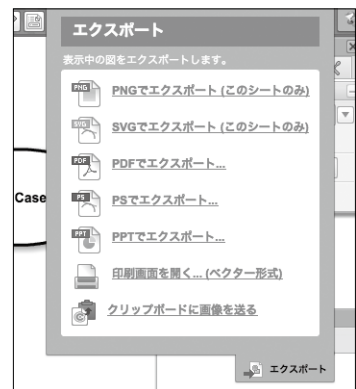 エクスポート
表示中の図をエクスポートします。
PNG PNGでエクスポート (このシートのみ)
SVG SVGでエクスポート (このシートのみ)
PDF PDFでエクスポート...
PS PSでエクスポート...
PPT PPTでエクスポート...
印刷画面を開く... (ベクター形式)
クリップボードに画像を送る
Case
エクスポート